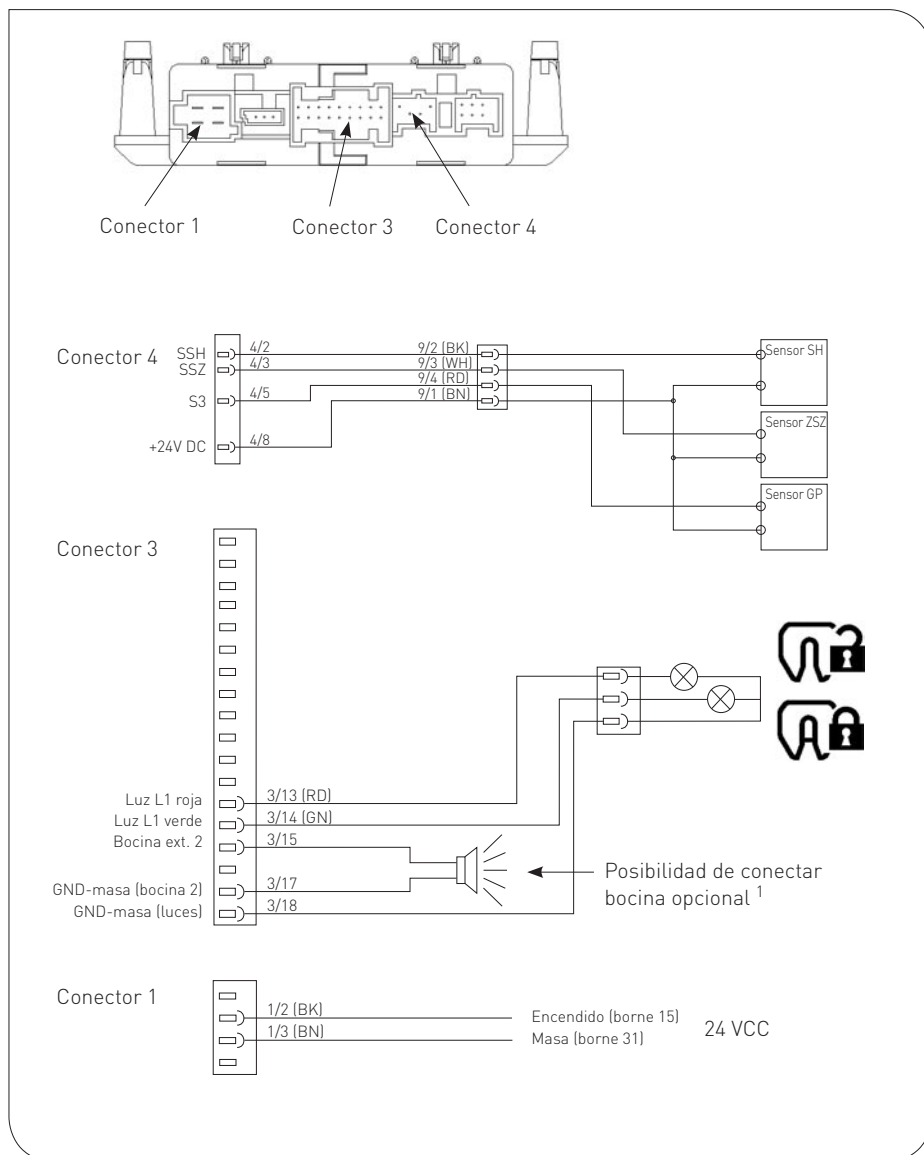 Conector 1
Conector 3
Conector 4
Conector 4
SSH
4/2
9/2 (BK)
SSZ
4/3
9/3 (WH)
9/4 (RD)
S3
4/5
9/1 (BN)
+24V DC
4/8
Sensor SH
Sensor ZSZ
Sensor GP
Conector 3
Luz L1 roja
3/13 (RD)
Luz L1 verde
3/14 (GN)
Bocina ext. 2
3/15
GND-masa (bocina 2)
3/17
GND-masa (luces)
3/18
Posibilidad de conectar
bocina opcional 1
Conector 1
1/2 (BK)
Encendido (borne 15)
1/3 (BN)
Masa (borne 31)
24 VCC